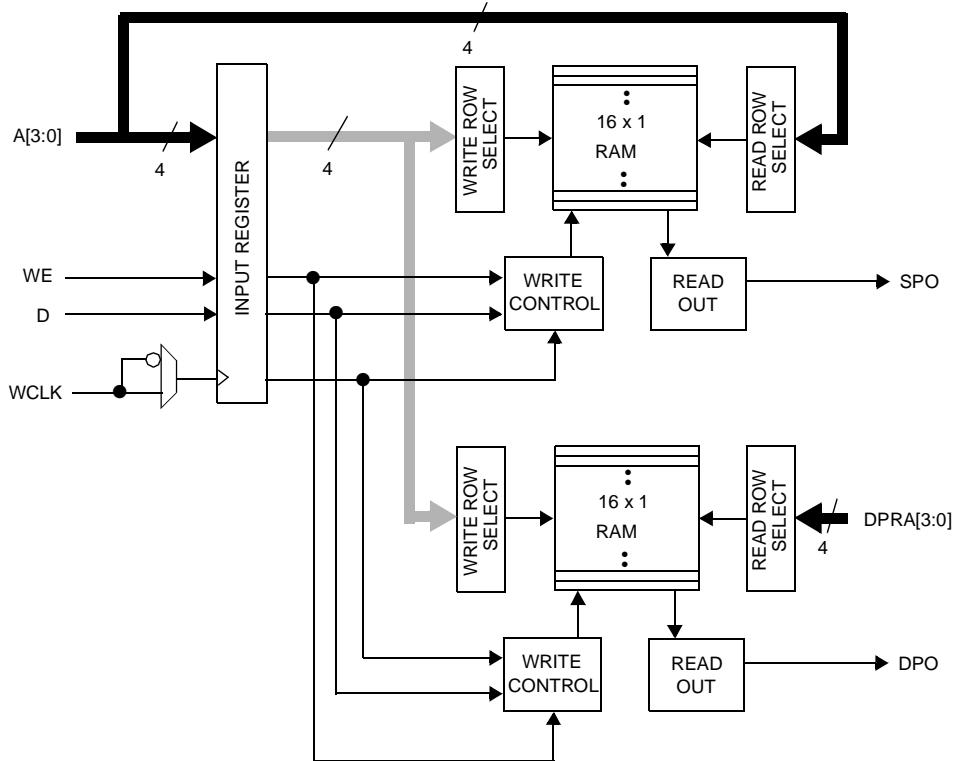 4
A[3:0]
4
INPUT REGISTER
4
WRITE ROW
SELECT
16 x 1
RAM
READ ROW
SELECT
WE
D
WCLK
WRITE
CONTROL
READ
OUT
SPO
WRITE ROW
SELECT
16 x 1
RAM
READ ROW
SELECT
4
DPRA[3:0]
WRITE
CONTROL
READ
OUT
DPO